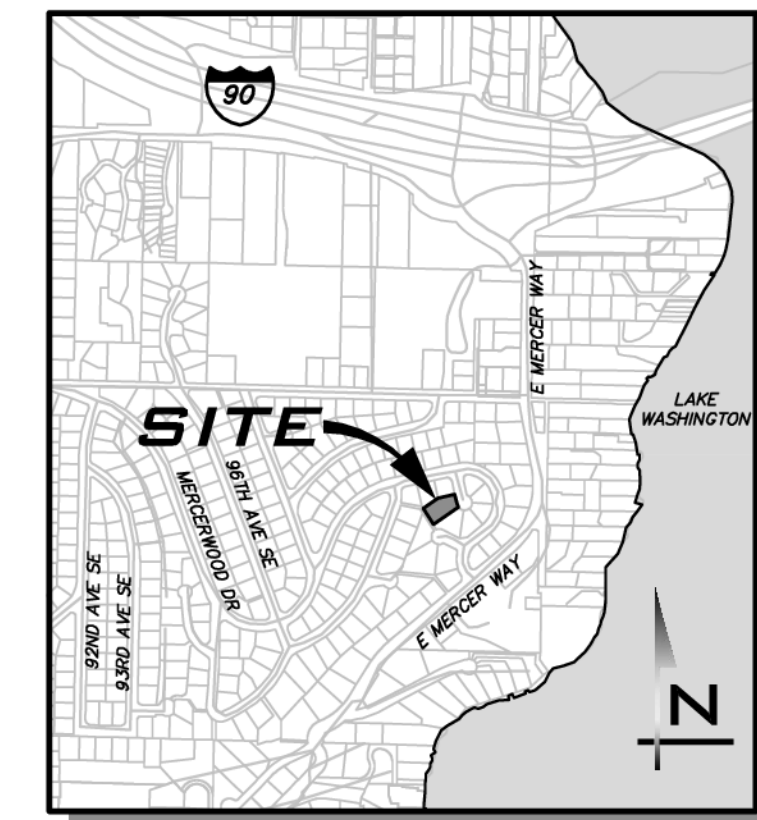 90
E MERCER WAY
LAKE
WASHINGTON
SITE
96TH AVE SE
MERCERWOOD DR
92ND AVE SE
93RD AVE SE
E MERCER WAY
N